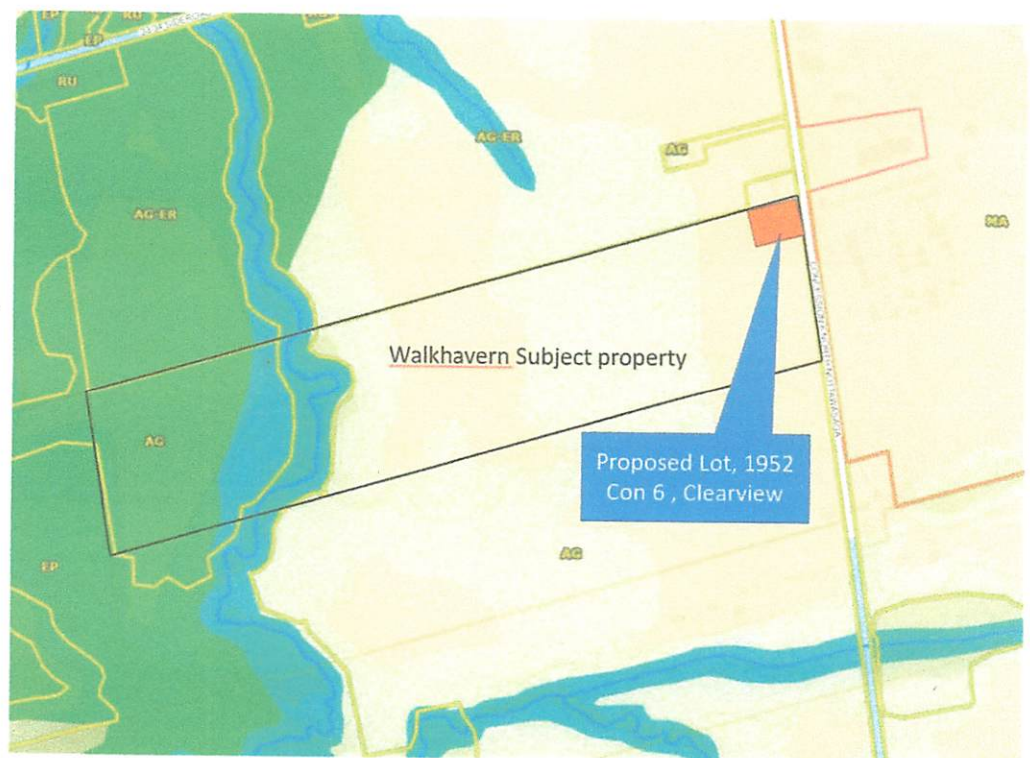 EP
RU
EP
RU
AG-ER
AG
AG-ER
MA
Walkhavern Subject property
AG
Proposed Lot, 1952
Con 6 , Clearview
AG
EP